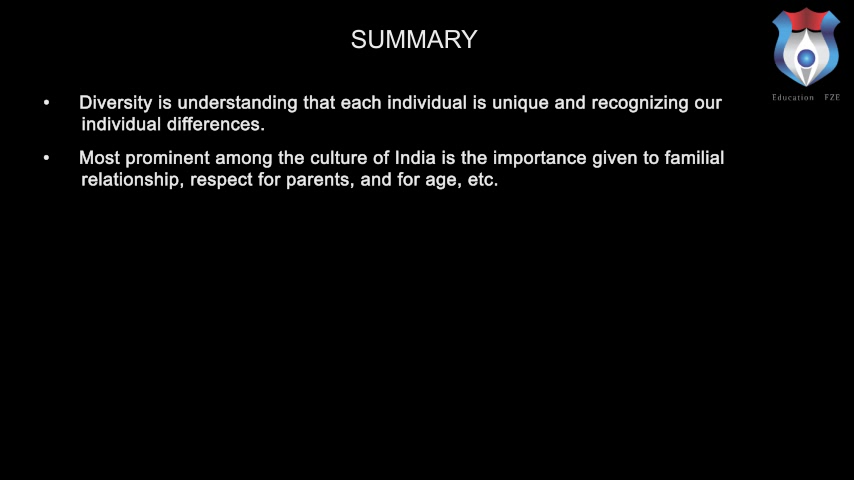 SUMMARY
Education FZE
• Diversity is understanding that each individual is unique and recognizing our
individual differences.
• Most prominent among the culture of India is the importance given to familial
relationship, respect for parents, and for age, etc.